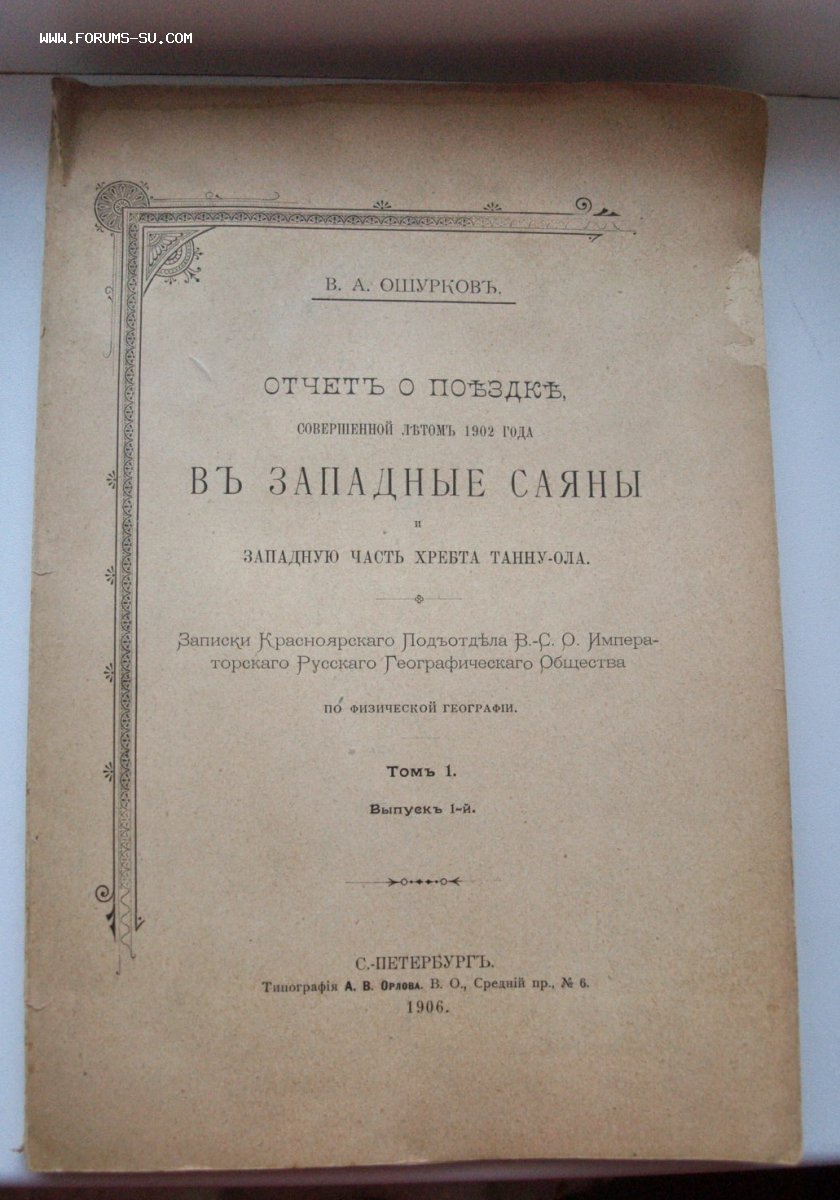 WWW.FORUMS-SU.COM
В. А. ОШУРКОВЪ.
ОТЧЕТЪ О ПОѢЗДКѢ,
СОВЕРШЕННОЙ ЛѢТОМЪ 1902 ГОДА
ВЪ ЗАПАДНЫЕ САЯНЫ
И
ЗАПАДНУЮ ЧАСТЬ ХРЕБТА ТАННУ-ОЛА.
Записки Красноярскаго Подъотдѣла В.-С. О. Импера-
торскаго Русскаго Географическаго Общества
ПО ФИЗИЧЕСКОЙ ГЕОГРАФІИ.
Томъ 1.
Выпускъ 1-й.
С.-ПЕТЕРБУРГЪ.
Типографія А. В. Орлова. В. О., Средній пр., № 6.
1906.